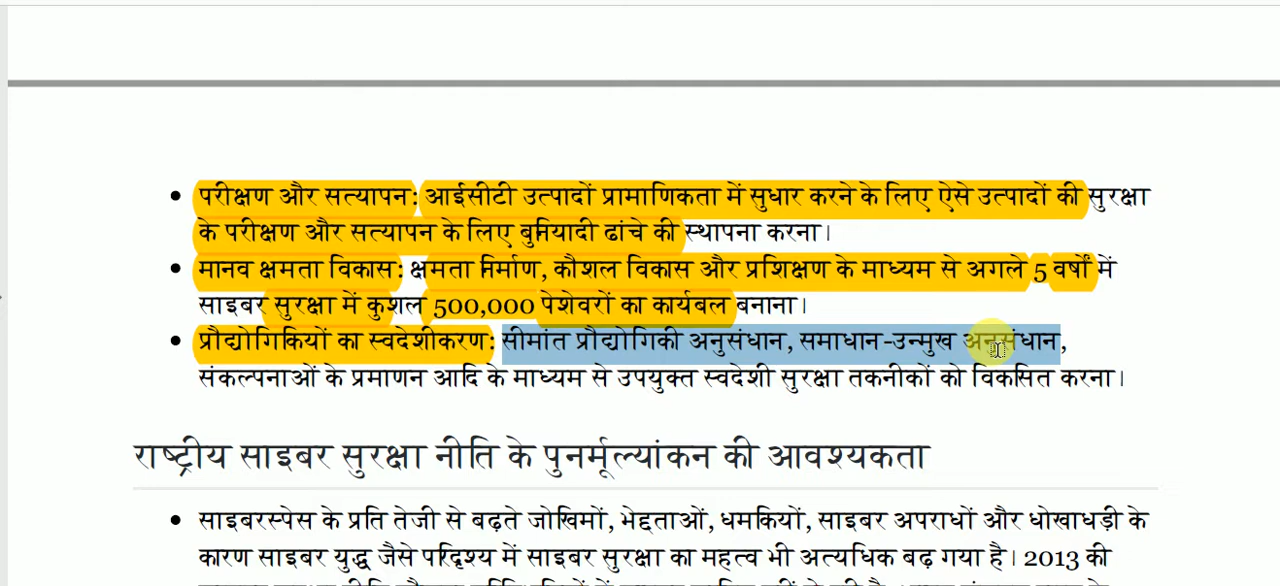 • परीक्षण और सत्यापन: आईसीटी उत्पादों प्रामाणिकता में सुधार करने के लिए ऐसे उत्पादों की सुरक्षा
के परीक्षण और सत्यापन के लिए बुनियादी ढांचे की स्थापना करना।
• मानव क्षमता विकास: क्षमता निर्माण, कौशल विकास और प्रशिक्षण के माध्यम से अगले 5 वर्षों में
साइबर सुरक्षा में कुशल 500,000 पेशेवरों का कार्यबल बनाना।
• प्रौद्योगिकियों का स्वदेशीकरण: सीमांत प्रौद्योगिकी अनुसंधान, समाधान-उन्मुख अनुसंधान,
संकल्पनाओं के प्रमाणन आदि के माध्यम से उपयुक्त स्वदेशी सुरक्षा तकनीकों को विकसित करना।
राष्ट्रीय साइबर सुरक्षा नीति के पुनर्मूल्यांकन की आवश्यकता
• साइबरस्पेस के प्रति तेजी से बढ़ते जोखिमों, भेद्दताओं, धमकियों, साइबर अपराधों और धोखाधड़ी के
कारण साइबर युद्ध जैसे परिदृश्य में साइबर सुरक्षा का महत्व भी अत्यधिक बढ़ गया है। 2013 की